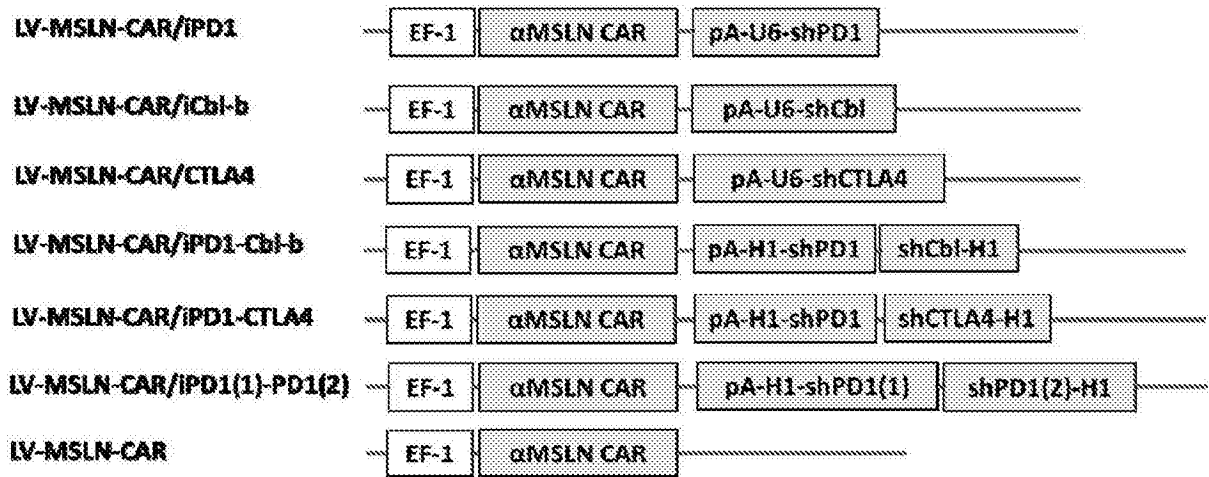 LV-MSLN-CAR/iPD1 EF-1 αMSLN CAR pA-U6-shPD1
LV-MSLN-CAR/iCbl-b EF-1 αMSLN CAR pA-U6-shCbl
LV-MSLN-CAR/CTLA4 EF-1 αMSLN CAR pA-U6-shCTLA4
LV-MSLN-CAR/iPD1-Cbl-b EF-1 αMSLN CAR pA-H1-shPD1 shCbl-H1
LV-MSLN-CAR/iPD1-CTLA4 EF-1 αMSLN CAR pA-H1-shPD1 shCTLA4-H1
LV-MSLN-CAR/iPD1(1)-PD1(2) EF-1 αMSLN CAR pA-H1-shPD1(1) shPD1(2)-H1
LV-MSLN-CAR EF-1 αMSLN CAR